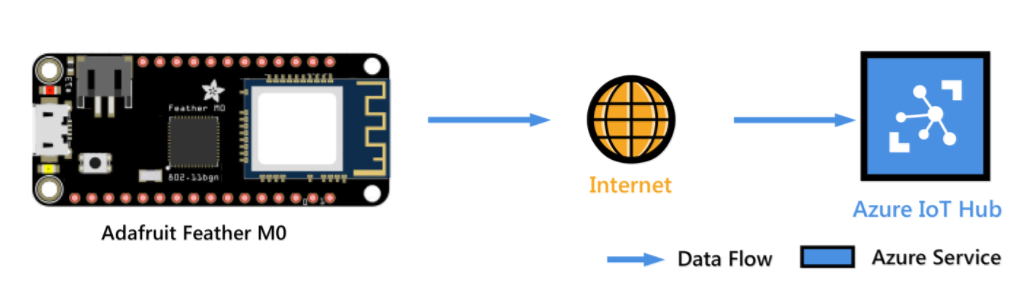 Feather M0
802-11bgn
Adafruit Feather M0
Internet
Azure IoT Hub
Data Flow
Azure Service